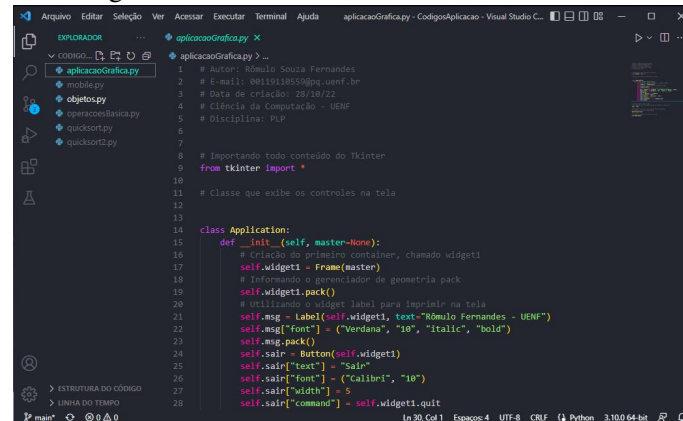 Arquivo Editar Seleção Ver Acessar Executar Terminal Ajuda aplicacaoGrafica.py - CodigosAplicacao - Visual Studio C...
EXPLORADOR ... aplicacaoGrafica.py
CODIGO... aplicacaoGrafica.py > ...
aplicacaoGrafica.py
mobile.py
objetos.py
operacoesBasica.py
quicksort.py
quicksort2.py
1 # Autor: Rômulo Souza Fernandes
2 # E-mail: 00119110559@pq.uenf.br
3 # Data de criação: 28/10/22
4 # Ciência da Computação - UENF
5 # Disciplina: PLP
6
7
8 # Importando todo conteúdo do Tkinter
9 from tkinter import *
10
11 # Classe que exibe os controles na tela
12
13
14 class Application:
15 def __init__(self, master=None):
16 # Criação do primeiro container, chamado widget1
17 self.widget1 = Frame(master)
18 # Informando o gerenciador de geometria pack
19 self.widget1.pack()
20 # Utilizando o widget label para imprimir na tela
21 self.msg = Label(self.widget1, text="Rômulo Fernandes - UENF")
22 self.msg["font"] = ("Verdana", "10", "italic", "bold")
23 self.msg.pack()
24 self.sair = Button(self.widget1)
25 self.sair["text"] = "Sair"
26 self.sair["font"] = ("Calibri", "10")
27 self.sair["width"] = 5
28 self.sair["command"] = self.widget1.quit
ESTRUTURA DO CÓDIGO
LINHA DO TEMPO
main* 0 0 Ln 30, Col 1 Espaços: 4 UTF-8 CRLF Python 3.10.0 64-bit